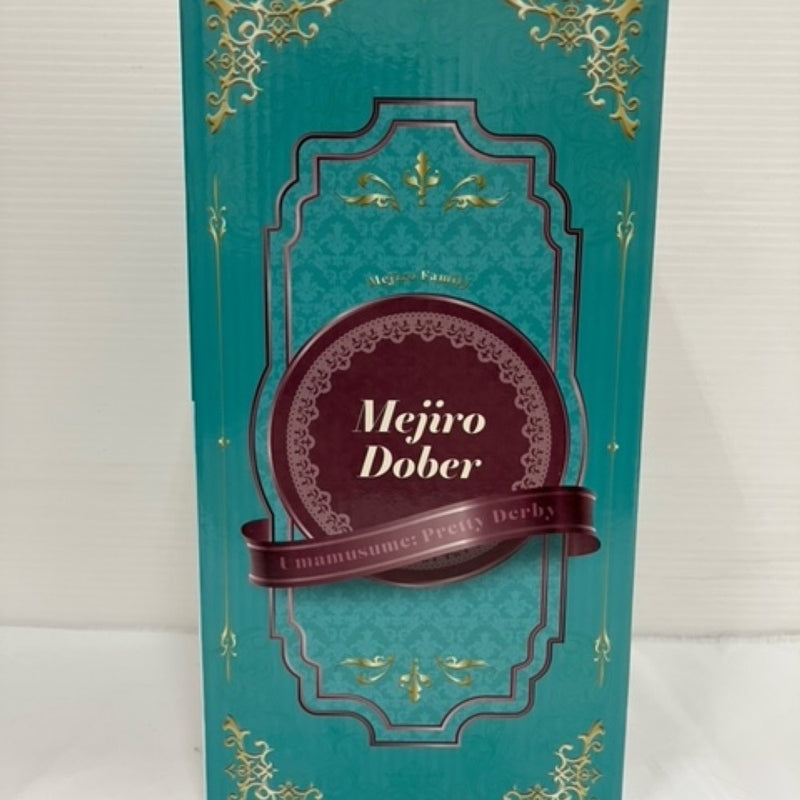 Mejiro Family
Mejiro
Dober
Umamusume: Pretty Derby